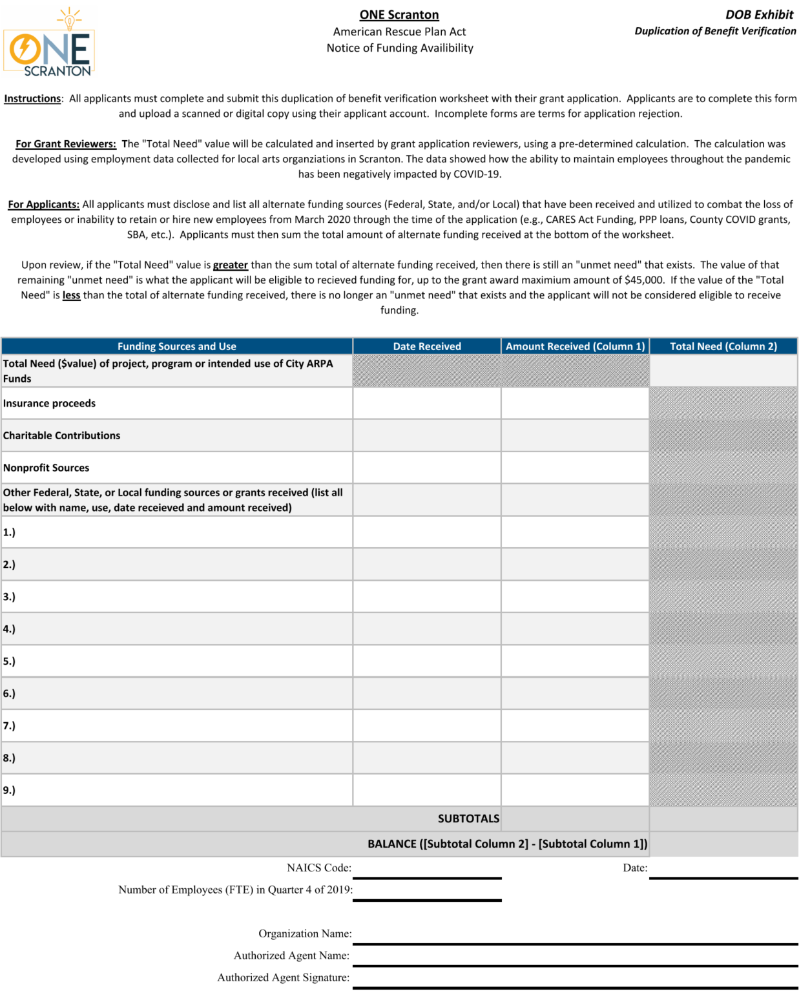 ONE
SCRANTON
ONE Scranton
American Rescue Plan Act
Notice of Funding Availibility
DOB Exhibit
Duplication of Benefit Verification
Instructions: All applicants must complete and submit this duplication of benefit verification worksheet with their grant application. Applicants are to complete this form
and upload a scanned or digital copy using their applicant account. Incomplete forms are terms for application rejection.
For Grant Reviewers: The "Total Need" value will be calculated and inserted by grant application reviewers, using a pre-determined calculation. The calculation was
developed using employment data collected for local arts organziations in Scranton. The data showed how the ability to maintain employees throughout the pandemic
has been negatively impacted by COVID-19.
For Applicants: All applicants must disclose and list all alternate funding sources (Federal, State, and/or Local) that have been received and utilized to combat the loss of
employees or inability to retain or hire new employees from March 2020 through the time of the application (e.g., CARES Act Funding, PPP loans, County COVID grants,
SBA, etc.). Applicants must then sum the total amount of alternate funding received at the bottom of the worksheet.
Upon review, if the "Total Need" value is greater than the sum total of alternate funding received, then there is still an "unmet need" that exists. The value of that
remaining "unmet need" is what the applicant will be eligible to recieved funding for, up to the grant award maximium amount of $45,000. If the value of the "Total
Need" is less than the total of alternate funding received, there is no longer an "unmet need" that exists and the applicant will not be considered eligible to receive
funding.
Funding Sources and Use Date Received Amount Received (Column 1) Total Need (Column 2)
Total Need ($value) of project, program or intended use of City ARPA
Funds
Insurance proceeds
Charitable Contributions
Nonprofit Sources
Other Federal, State, or Local funding sources or grants received (list all
below with name, use, date receieved and amount received)
1.)
2.)
3.)
4.)
5.)
6.)
7.)
8.)
9.)
SUBTOTALS
BALANCE ([Subtotal Column 2] - [Subtotal Column 1])
NAICS Code: Date:
Number of Employees (FTE) in Quarter 4 of 2019:
Organization Name:
Authorized Agent Name:
Authorized Agent Signature: